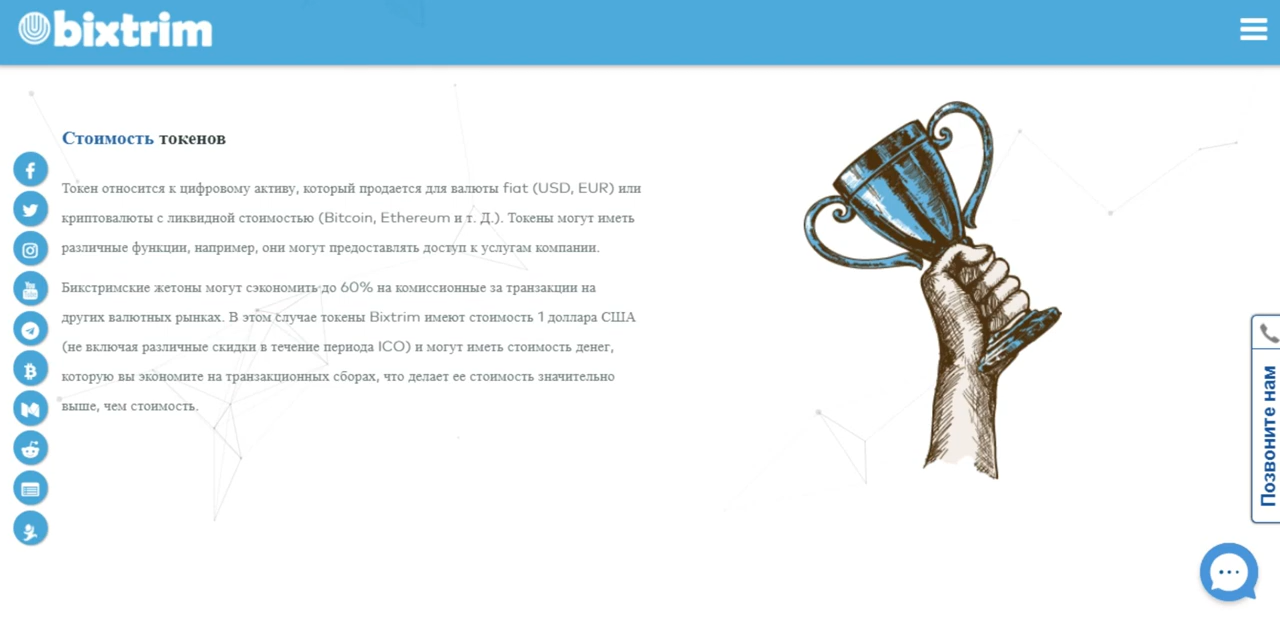 bixtrim
Стоимость токенов
Токен относится к цифровому активу, который продается для валюты fiat (USD, EUR) или
криптовалюты с ликвидной стоимостью (Bitcoin, Ethereum и т. Д.). Токены могут иметь
различные функции, например, они могут предоставлять доступ к услугам компании.
Бикстримские жетоны могут сэкономить до 60% на комиссионные за транзакции на
других валютных рынках. В этом случае токены Bixtrim имеют стоимость 1 доллара США
(не включая различные скидки в течение периода ICO) и могут иметь стоимость денег,
которую вы экономите на транзакционных сборах, что делает ее стоимость значительно
выше, чем стоимость.
Позвоните нам